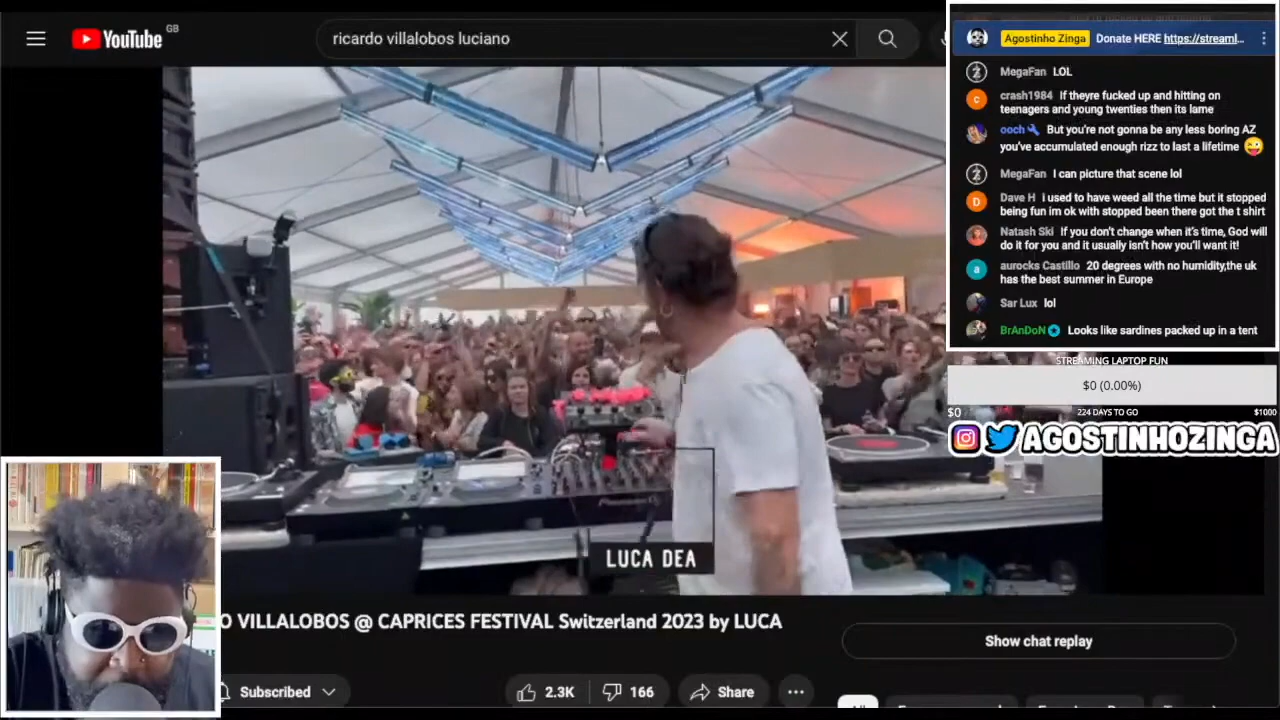 YouTube GB
ricardo villalobos luciano
Agostinho Zinga Donate HERE https://streaml...
MegaFan LOL
crash1984 If theyre fucked up and hitting on
teenagers and young twenties then its lame
ooch But you're not gonna be any less boring AZ
you've accumulated enough rizz to last a lifetime
MegaFan I can picture that scene lol
Dave H i used to have weed all the time but it stopped
being fun im ok with stopped been there got the t shirt
Natash Ski If you don't change when it's time, God will
do it for you and it usually isn't how you'll want it!
aurocks Castillo 20 degrees with no humidity,the uk
has the best summer in Europe
Sar Lux lol
BrAnDoN Looks like sardines packed up in a tent
STREAMING LAPTOP FUN
$0 (0.00%)
$0 224 DAYS TO GO $1000
AGOSTINHOZINGA
LUCA DEA
O VILLALOBOS @ CAPRICES FESTIVAL Switzerland 2023 by LUCA
Show chat replay
Subscribed
2.3K 166 Share